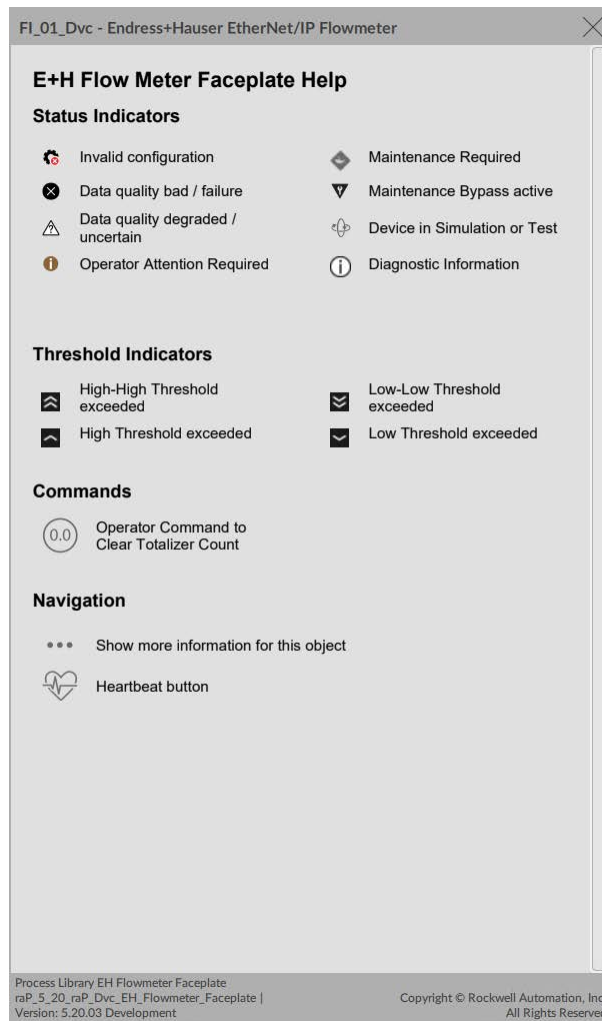 FI_01_Dvc - Endress+Hauser EtherNet/IP Flowmeter
E+H Flow Meter Faceplate Help
Status Indicators
Invalid configuration
Maintenance Required
Data quality bad / failure
Maintenance Bypass active
Data quality degraded /
uncertain
Device in Simulation or Test
Operator Attention Required
Diagnostic Information
Threshold Indicators
High-High Threshold
exceeded
Low-Low Threshold
exceeded
High Threshold exceeded
Low Threshold exceeded
Commands
0.0
Operator Command to
Clear Totalizer Count
Navigation
Show more information for this object
Heartbeat button
Process Library EH Flowmeter Faceplate
raP_5_20_raP_Dvc_EH_Flowmeter_Faceplate |
Version: 5.20.03 Development
Copyright © Rockwell Automation, Inc
All Rights Reserve